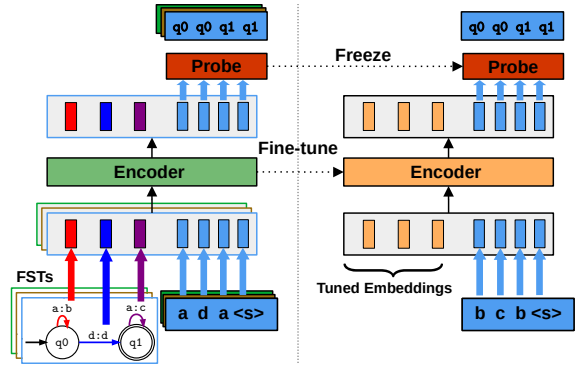 q0 q0 q1 q1
Probe
Encoder
FSTs
a:b
d:d
a:c
q0
q1
a d a <s>
Freeze
Fine-tune
q0 q0 q1 q1
Probe
Encoder
Tuned Embeddings
b c b <s>